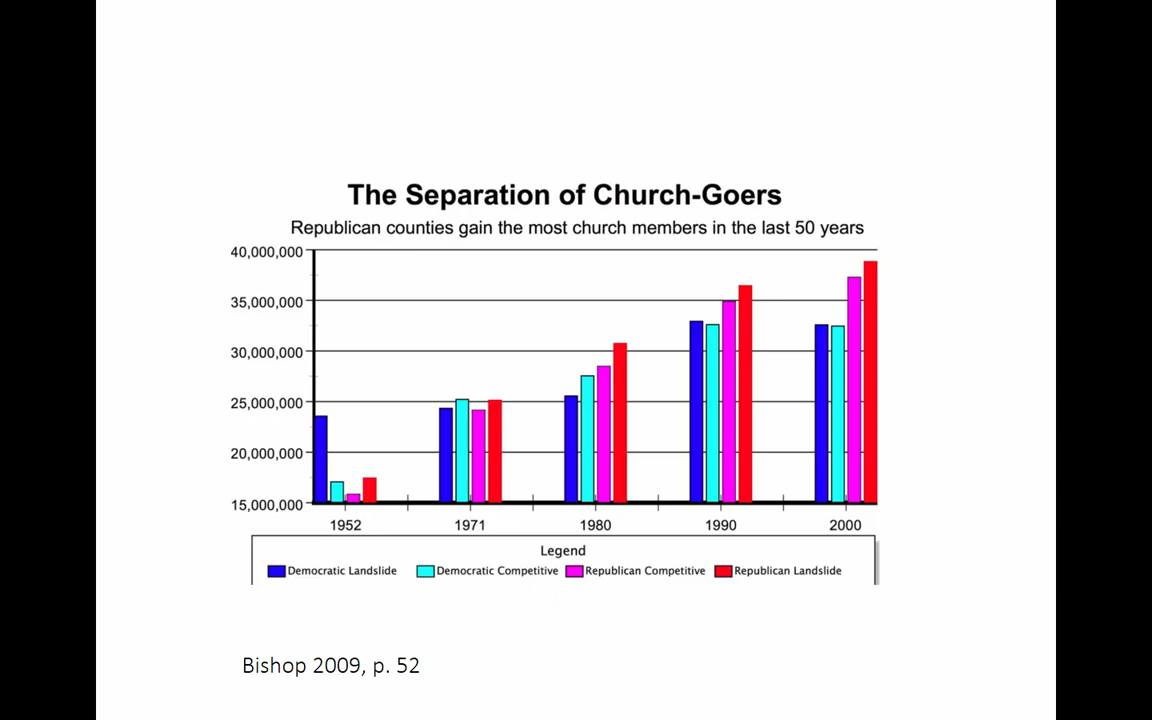 The Separation of Church-Goers
Republican counties gain the most church members in the last 50 years
40,000,000
35,000,000
30,000,000
25,000,000
20,000,000
15,000,000
1952 1971 1980 1990 2000
Legend
Democratic Landslide Democratic Competitive Republican Competitive Republican Landslide
Bishop 2009, p. 52